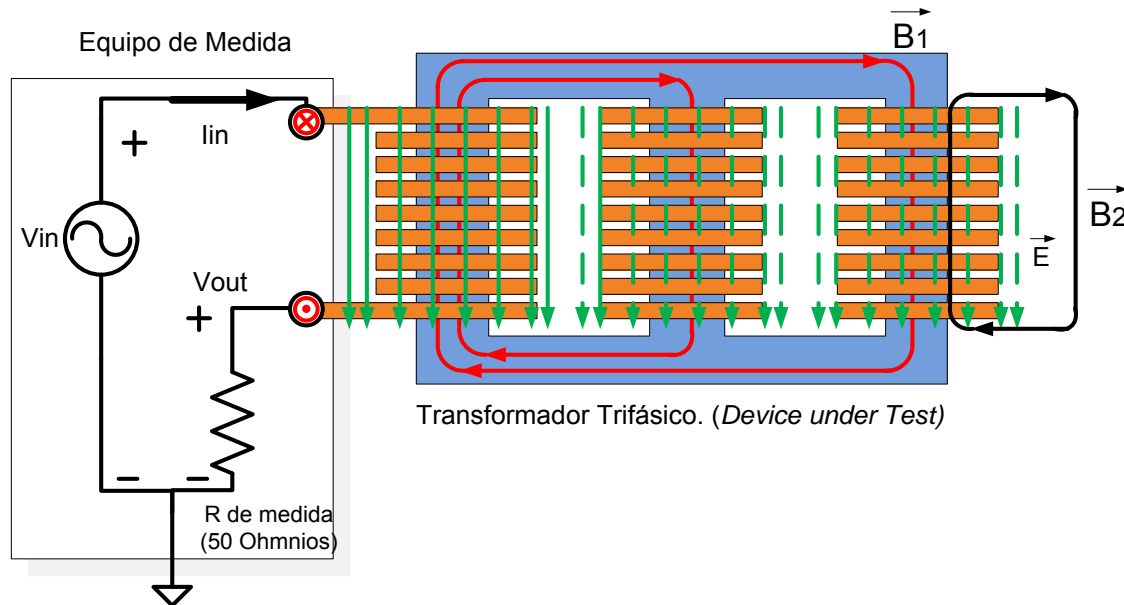 Equipo de Medida
B1
+
Iin
Vin
Vout
+
B2
E
R de medida
(50 Ohmnios)
Transformador Trifásico. (Device under Test)